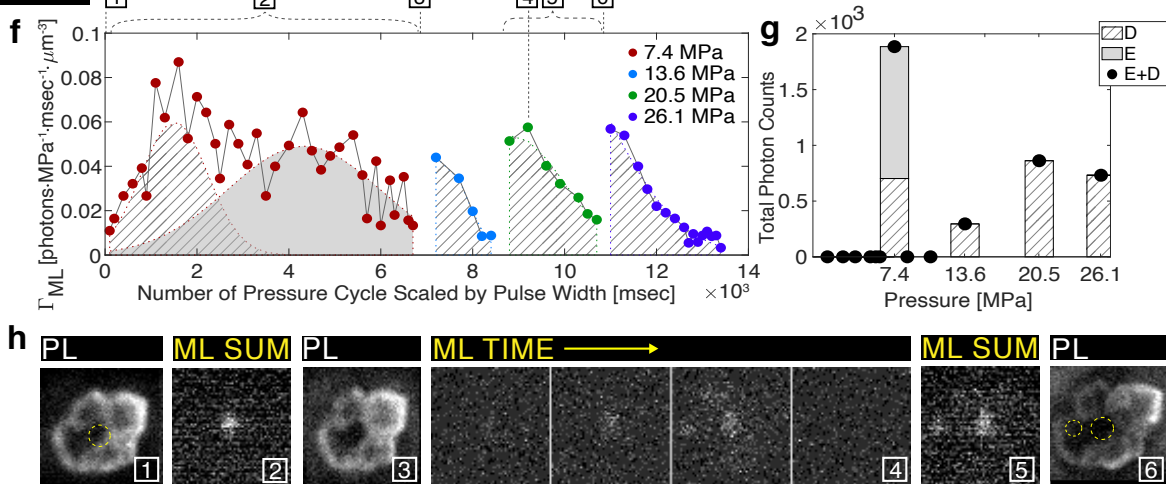 1 2 3 4 5 6
f
0.1
0.08
0.06
0.04
0.02
0
Γ_ML [photons·MPa⁻¹·msec⁻¹·μm⁻³]
7.4 MPa
13.6 MPa
20.5 MPa
26.1 MPa
0 2 4 6 8 10 12 14
Number of Pressure Cycle Scaled by Pulse Width [msec] ×10³
g
×10³
2
1.5
1
0.5
0
Total Photon Counts
D
E
E+D
7.4 13.6 20.5 26.1
Pressure [MPa]
h
PL ML SUM PL ML TIME ML SUM PL
1 2 3 4 5 6